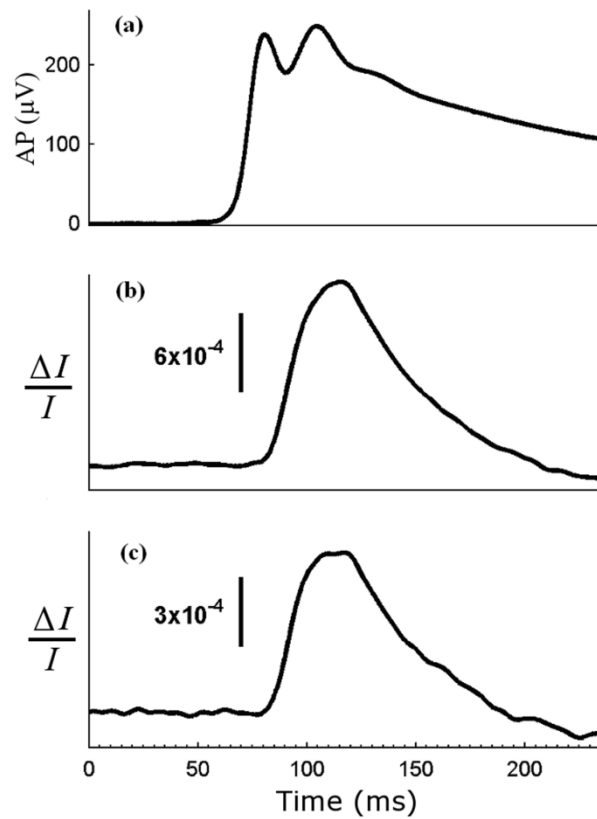 (a)
AP (µV)
200
100
0
(b)
6x10⁻⁴
ΔI
I
(c)
3x10⁻⁴
ΔI
I
0 50 100 150 200
Time (ms)